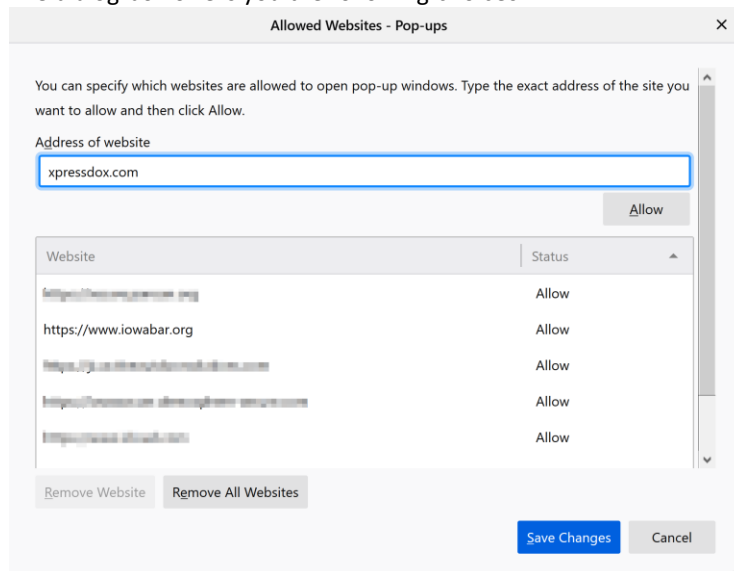 Allowed Websites - Pop-ups
You can specify which websites are allowed to open pop-up windows. Type the exact address of the site you
want to allow and then click Allow.
Address of website
xpressdox.com
Allow
Website Status
Allow
https://www.iowabar.org Allow
Allow
Allow
Allow
Remove Website Remove All Websites
Save Changes Cancel